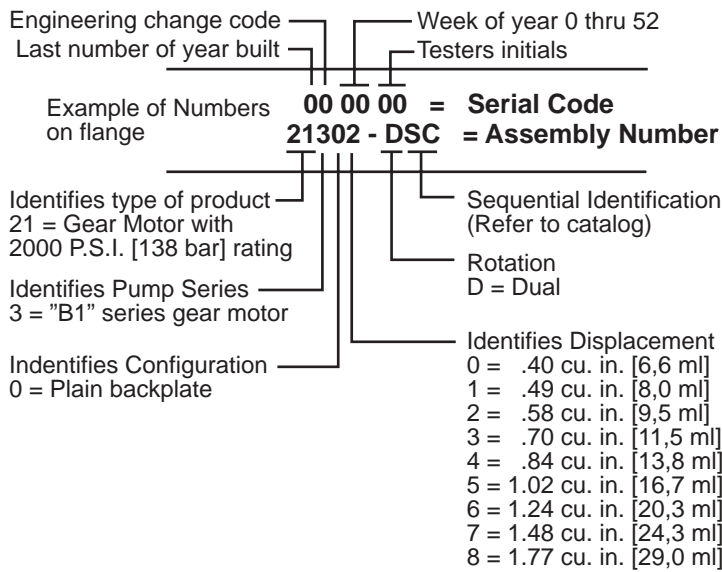 Engineering change code
Last number of year built
Week of year 0 thru 52
Testers initials
Example of Numbers
on flange
00 00 00 = Serial Code
21302 - DSC = Assembly Number
Identifies type of product
21 = Gear Motor with
2000 P.S.I. [138 bar] rating
Identifies Pump Series
3 = "B1" series gear motor
Indentifies Configuration
0 = Plain backplate
Sequential Identification
(Refer to catalog)
Rotation
D = Dual
Identifies Displacement
0 = .40 cu. in. [6,6 ml]
1 = .49 cu. in. [8,0 ml]
2 = .58 cu. in. [9,5 ml]
3 = .70 cu. in. [11,5 ml]
4 = .84 cu. in. [13,8 ml]
5 = 1.02 cu. in. [16,7 ml]
6 = 1.24 cu. in. [20,3 ml]
7 = 1.48 cu. in. [24,3 ml]
8 = 1.77 cu. in. [29,0 ml]